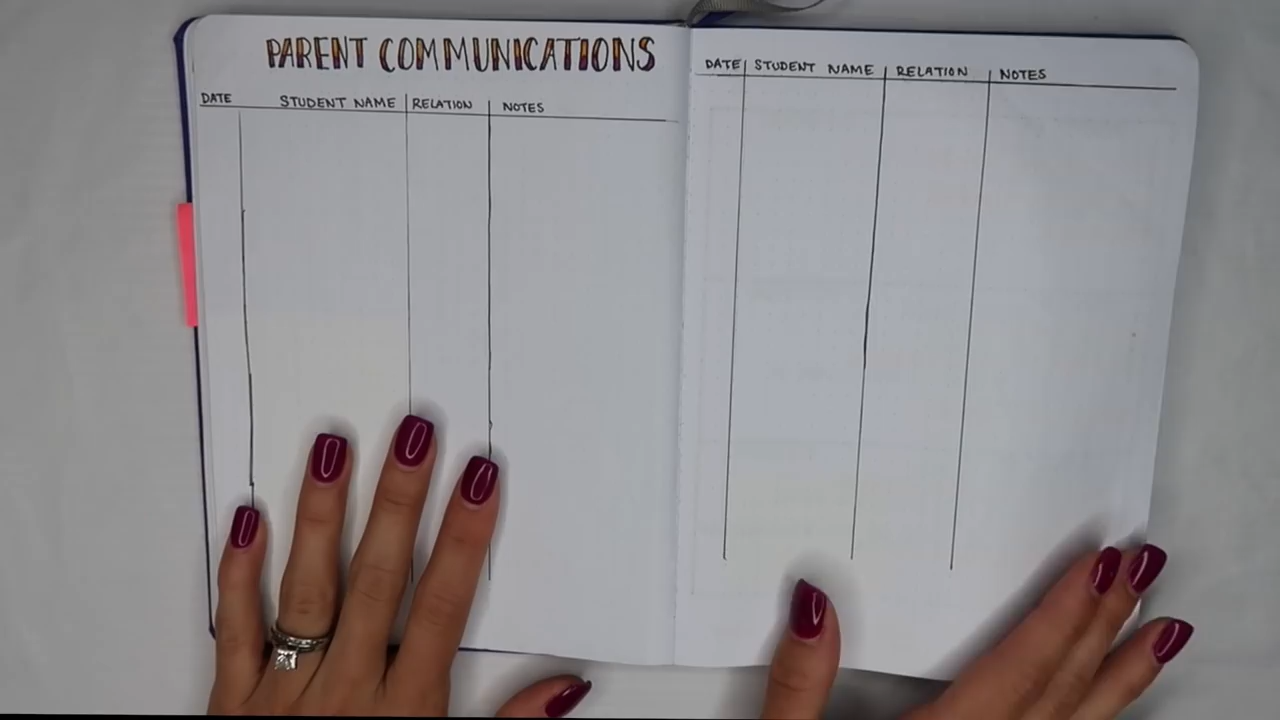 PARENT COMMUNICATIONS
DATE STUDENT NAME RELATION NOTES
DATE STUDENT NAME RELATION NOTES